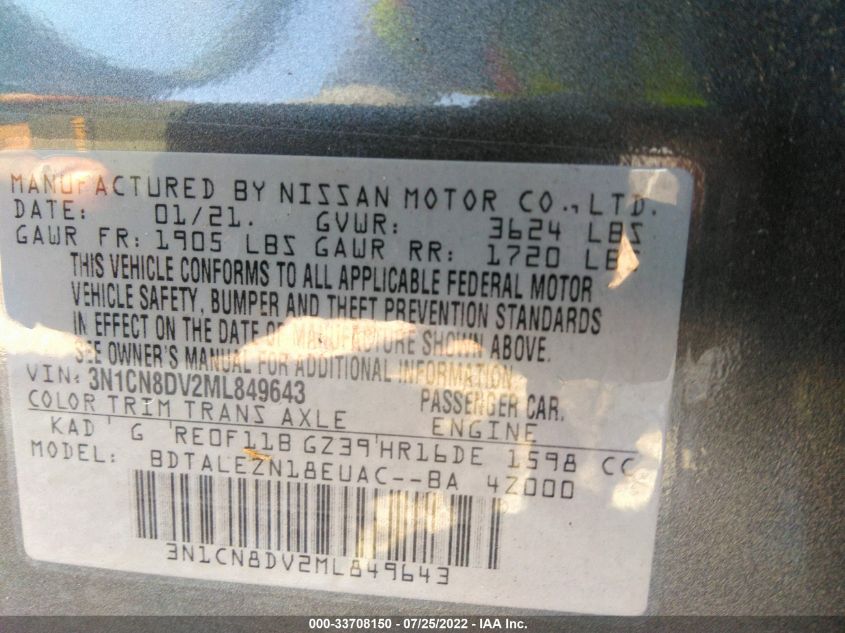 MANUFACTURED BY NISSAN MOTOR CO., LTD.
DATE: 01/21. GVWR: 3624 LBS
GAWR FR: 1905 LBS GAWR RR: 1720 LBS
THIS VEHICLE CONFORMS TO ALL APPLICABLE FEDERAL MOTOR
VEHICLE SAFETY, BUMPER AND THEFT PREVENTION STANDARDS
IN EFFECT ON THE DATE OF MANUFACTURE SHOWN ABOVE.
SEE OWNER'S MANUAL FOR ADDITIONAL INFORMATION.
VIN: 3N1CN8DV2ML849643 PASSENGER CAR.
COLOR TRIM TRANS AXLE ENGINE
KAD G RE0F11B GZ39 HR16DE 1598 CC
MODEL: BDTALEZN18EUAC--BA 4Z000
3N1CN8DV2ML849643
000-33708150 - 07/25/2022 - IAA Inc.